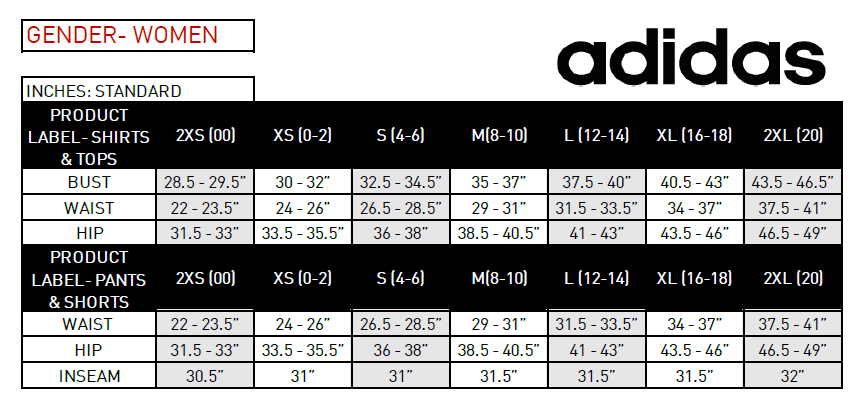 GENDER- WOMEN
adidas
INCHES: STANDARD
PRODUCT
LABEL- SHIRTS
& TOPS
2XS (00) XS (0-2) S (4-6) M(8-10) L (12-14) XL (16-18) 2XL (20)
BUST 28.5 - 29.5” 30 - 32” 32.5 - 34.5” 35 - 37” 37.5 - 40” 40.5 - 43” 43.5 - 46.5”
WAIST 22 - 23.5” 24 - 26” 26.5 - 28.5” 29 - 31” 31.5 - 33.5” 34 - 37” 37.5 - 41”
HIP 31.5 - 33” 33.5 - 35.5” 36 - 38” 38.5 - 40.5” 41 - 43” 43.5 - 46” 46.5 - 49”
PRODUCT
LABEL- PANTS
& SHORTS
2XS (00) XS (0-2) S (4-6) M(8-10) L (12-14) XL (16-18) 2XL (20)
WAIST 22 - 23.5” 24 - 26” 26.5 - 28.5” 29 - 31” 31.5 - 33.5” 34 - 37” 37.5 - 41”
HIP 31.5 - 33” 33.5 - 35.5” 36 - 38” 38.5 - 40.5” 41 - 43” 43.5 - 46” 46.5 - 49”
INSEAM 30.5” 31” 31” 31.5” 31.5” 31.5” 32”